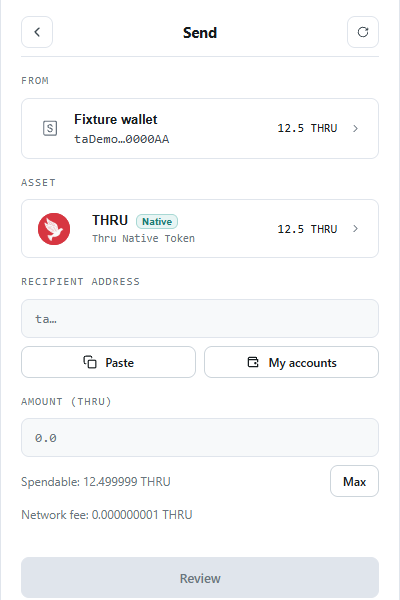 Send
FROM
S
Fixture wallet
taDemo…0000AA
12.5 THRU
ASSET
THRU Native
Thru Native Token
12.5 THRU
RECIPIENT ADDRESS
ta…
Paste
My accounts
AMOUNT (THRU)
0.0
Spendable: 12.499999 THRU
Max
Network fee: 0.000000001 THRU
Review